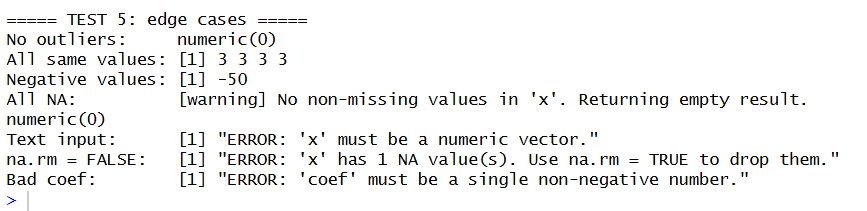 ===== TEST 5: edge cases =====
No outliers:     numeric(0)
All same values: [1] 3 3 3 3
Negative values: [1] -50
All NA:          [warning] No non-missing values in 'x'. Returning empty result.
numeric(0)
Text input:      [1] "ERROR: 'x' must be a numeric vector."
na.rm = FALSE:   [1] "ERROR: 'x' has 1 NA value(s). Use na.rm = TRUE to drop them."
Bad coef:        [1] "ERROR: 'coef' must be a single non-negative number."
>